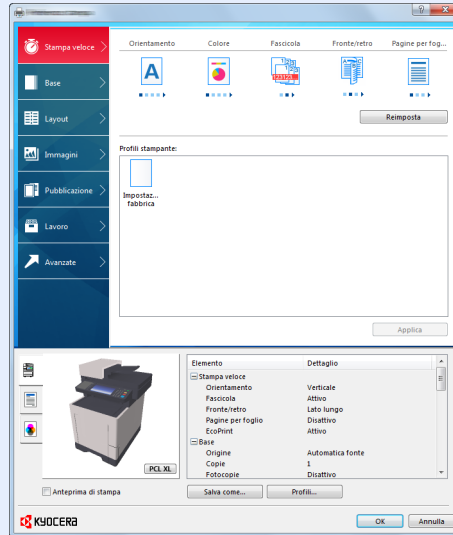 Stampa veloce
Base
Layout
Immagini
Pubblicazione
Lavoro
Avanzate
Orientamento Colore Fascicola Fronte/retro Pagine per fog...
A
123123
Reimposta
Profili stampante:
Impostaz...
fabbrica
Applica
PCL XL
Anteprima di stampa
Elemento Dettaglio
Stampa veloce
Orientamento Verticale
Fascicola Attivo
Fronte/retro Lato lungo
Pagine per foglio Disattivo
EcoPrint Attivo
Base
Origine Automatica fonte
Copie 1
Fotocopie Disattivo
Salva come... Profili...
KYOCERA
OK Annulla